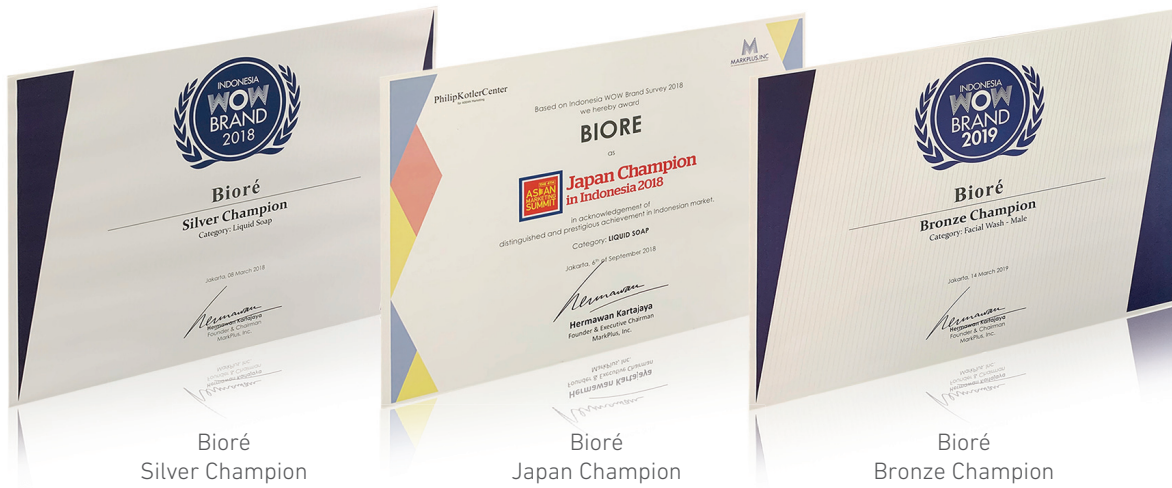 INDONESIA
WOW
BRAND
2018
Bioré
Silver Champion
Category: Liquid Soap
Jakarta, 08 March 2018
Hermawan
Hermawan Kartajaya
Founder & Chairman
MarkPlus, Inc.
PhilipKotlerCenter
MARKPLUS.INC
Based on Indonesia WOW Brand Survey 2018
we hereby award
BIORE
as
ASIAN
MARKETING
SUMMIT
Japan Champion
in Indonesia 2018
in acknowledgement of
distinguished and prestigious achievement in Indonesian market.
Category: LIQUID SOAP
Jakarta, 6th of September 2018
Hermawan
Hermawan Kartajaya
Founder & Executive Chairman
MarkPlus, Inc.
INDONESIA
WOW
BRAND
2019
Bioré
Bronze Champion
Category: Facial Wash - Male
Jakarta, 14 March 2019
Hermawan
Hermawan Kartajaya
Founder & Chairman
MarkPlus, Inc.
Bioré
Silver Champion
Bioré
Japan Champion
Bioré
Bronze Champion